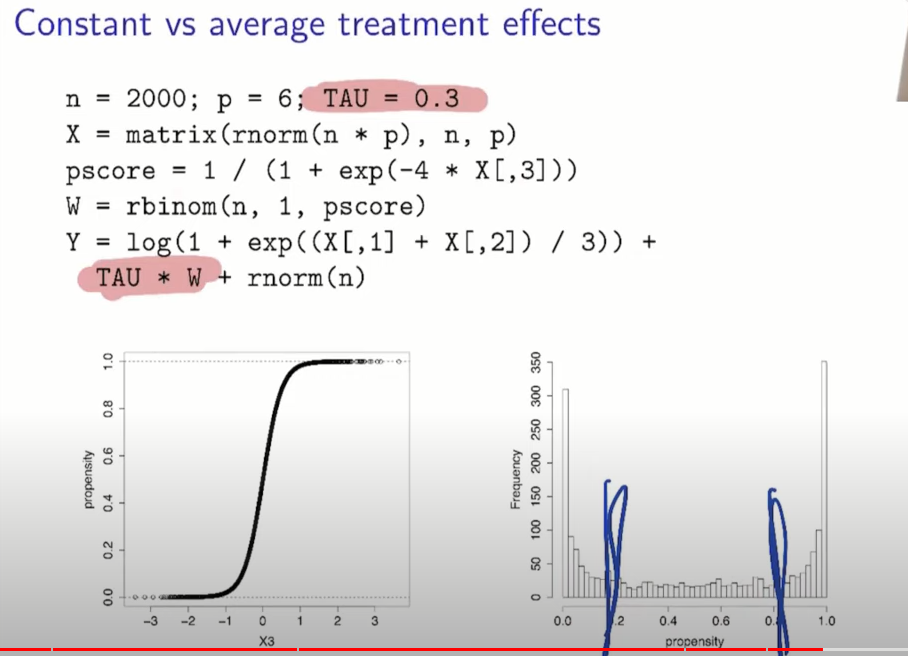 Constant vs average treatment effects
n = 2000; p = 6; TAU = 0.3
X = matrix(rnorm(n * p), n, p)
pscore = 1 / (1 + exp(-4 * X[,3]))
W = rbinom(n, 1, pscore)
Y = log(1 + exp((X[,1] + X[,2]) / 3)) +
TAU * W + rnorm(n)
propensity
1.0
0.8
0.6
0.4
0.2
0.0
-3 -2 -1 0 1 2 3
X3
Frequency
350
300
250
200
150
100
50
0
0.0 .2 0.4 0.6 0. 1.0
propensity